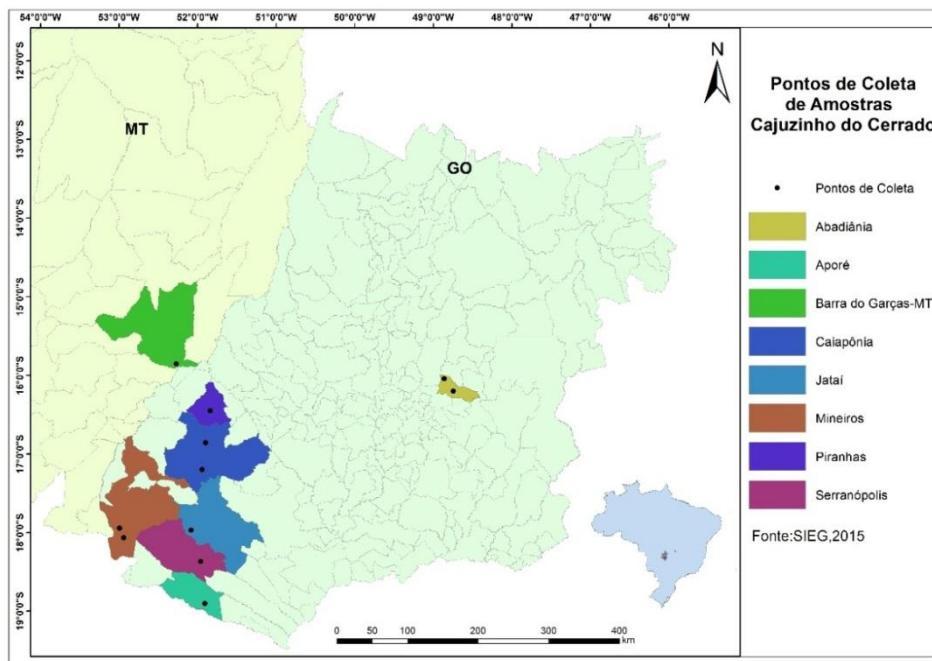 54°0'0"S 53°0'0"S 52°0'0"S 51°0'0"S 50°0'0"S 49°0'0"S 48°0'0"S 47°0'0"S 46°0'0"S
12°0'0"S
13°0'0"S
14°0'0"S
15°0'0"S
16°0'0"S
17°0'0"S
18°0'0"S
19°0'0"S
MT
GO
N
0 50 100 200 300 400
km
Pontos de Coleta
de Amostras
Cajuzinho do Cerrado
Pontos de Coleta
Abadiânia
Aporé
Barra do Garças-MT
Caiapônia
Jataí
Mineiros
Piranhas
Serranópolis
Fonte:SIEG,2015